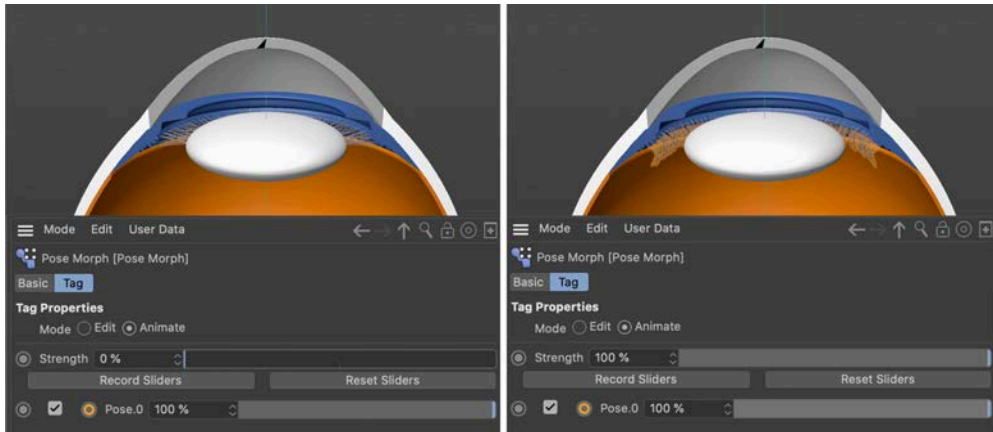 Mode Edit User Data
Pose Morph [Pose Morph]
Basic Tag
Tag Properties
Mode Edit Animate
Strength 0 %
Record Sliders Reset Sliders
Pose.0 100 %
Mode Edit User Data
Pose Morph [Pose Morph]
Basic Tag
Tag Properties
Mode Edit Animate
Strength 100 %
Record Sliders Reset Sliders
Pose.0 100 %